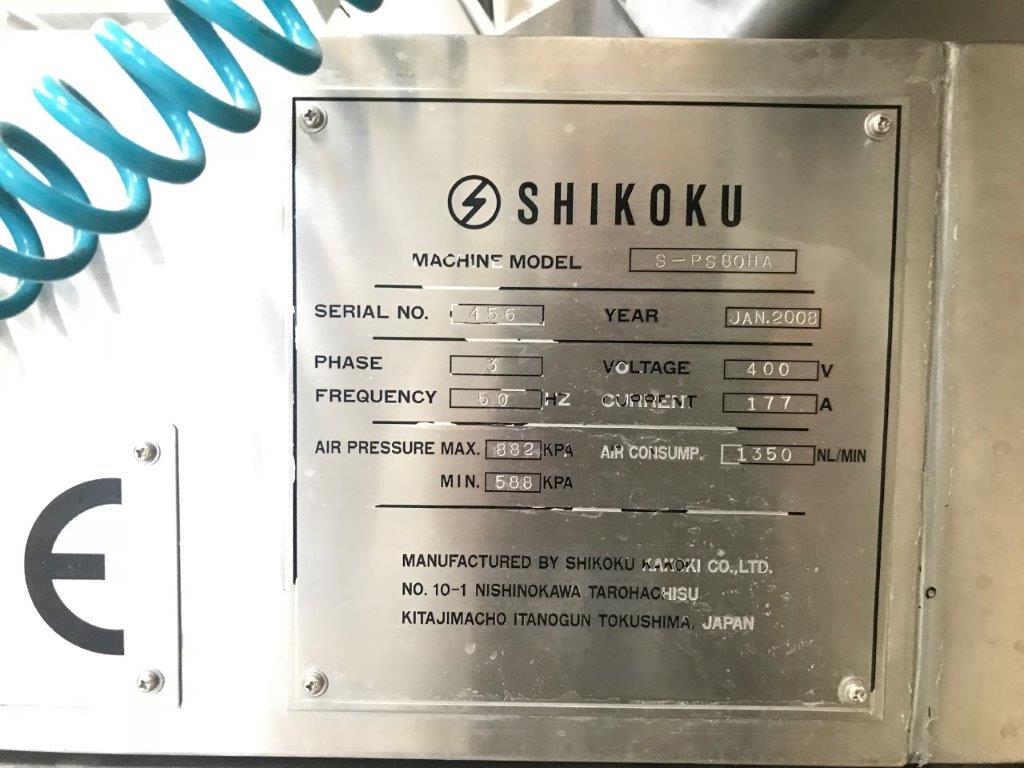 SHIKOKU
MACHINE MODEL S-PS80HA
SERIAL NO. 456 YEAR JAN.2008
PHASE 3 VOLTAGE 400 V
FREQUENCY 50 HZ CURRENT 177 A
AIR PRESSURE MAX. 882 KPA AIR CONSUMP. 1350 NL/MIN
MIN. 588 KPA
MANUFACTURED BY SHIKOKU KAKOKI CO.,LTD.
NO. 10-1 NISHINOKAWA TAROHACHISU
KITAJIMACHO ITANOGUN TOKUSHIMA, JAPAN
E